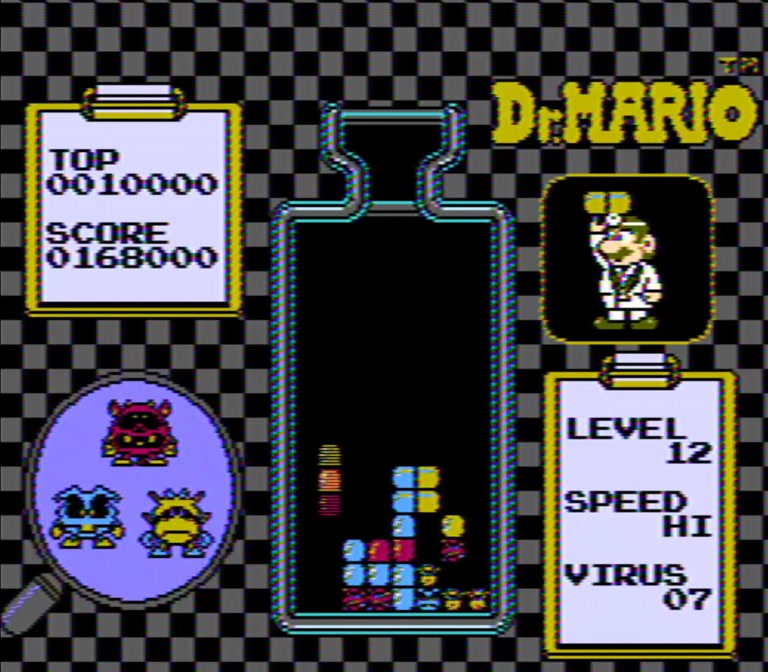 TM
Dr.MARIO
TOP
0010000
SCORE
0168000
LEVEL
12
SPEED
HI
VIRUS
07